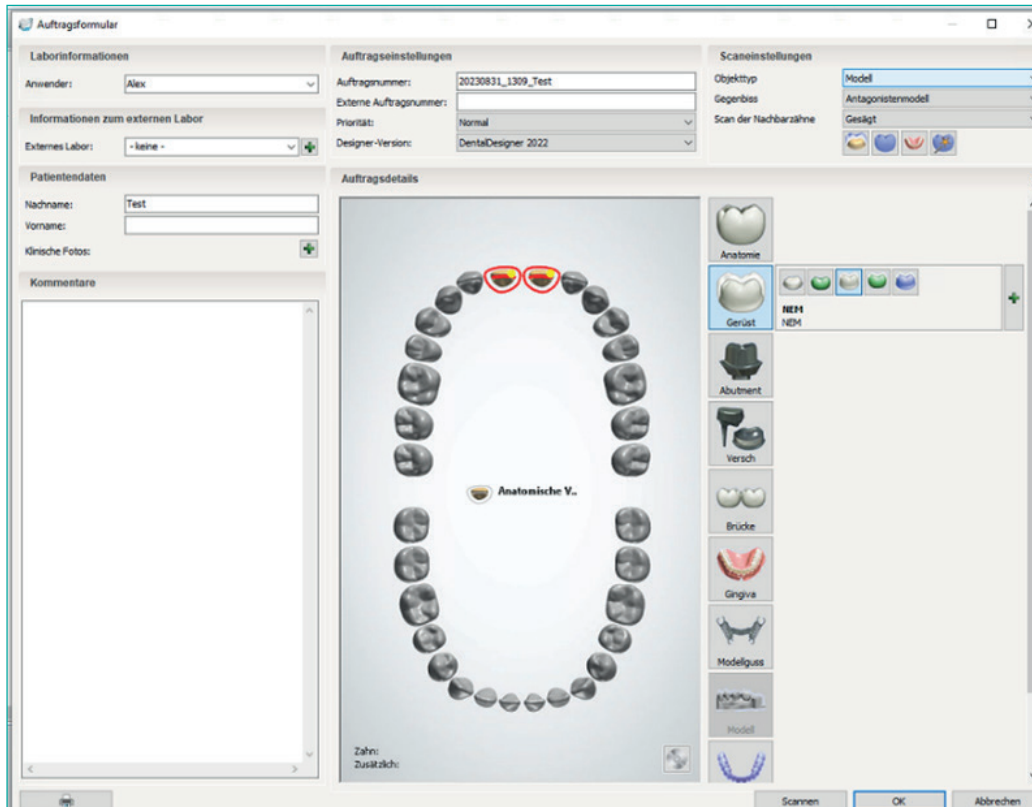 Auftragsformular
Laborinformationen
Anwender: Alex
Informationen zum externen Labor
Externes Labor: - keine -
Patientendaten
Nachname: Test
Vorname:
Klinische Fotos:
Kommentare
Auftragseinstellungen
Auftragsnummer: 20230831_1309_Test
Externe Auftragsnummer:
Priorität: Normal
Designer-Version: DentalDesigner 2022
Scaneinstellungen
Objekttyp Modell
Gegenbiss Antagonistenmodell
Scan der Nachbarzähne Gesägt
Auftragsdetails
Anatomische V..
Zahn:
Zusätzlich:
Anatomie
Gerüst
NEM
NEM
Abutment
Versch
Brücke
Gingiva
Modellguss
Modell
Scannen OK Abbrechen